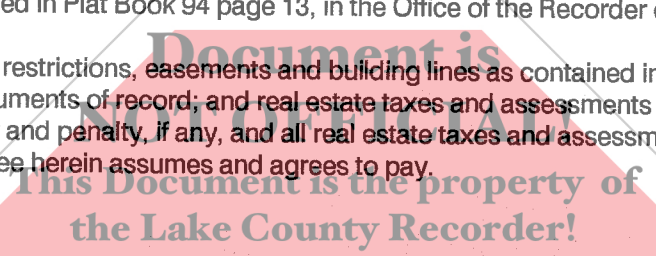 ed in Plat Book 94 page 13, in the Office of the Recorder
Document is
restrictions, easements and building lines as contained in
uments of record; and real estate taxes and assessments
NOT OFFICIAL!
and penalty, if any, and all real estate taxes and assessm
ee herein assumes and agrees to pay.
This Document is the property of
the Lake County Recorder!